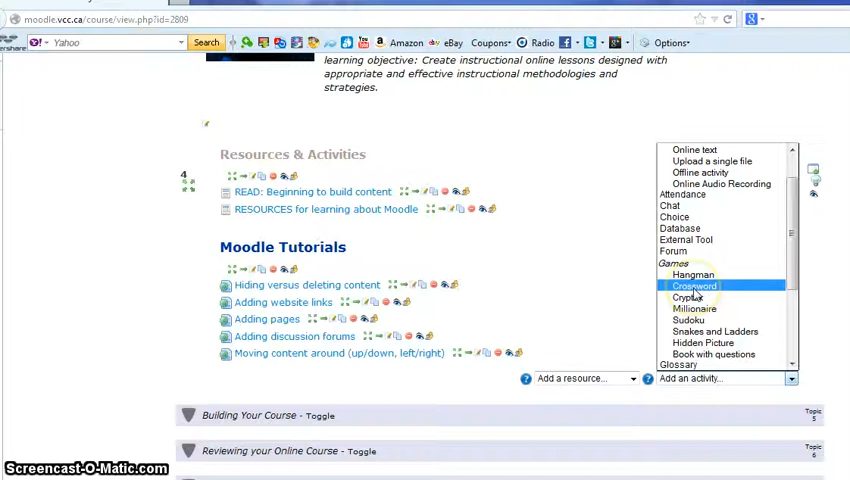 moodle.vcc.ca/course/view.php?id=2809
Yahoo
Search
Amazon
eBay
Coupons
Radio
Options
learning objective: Create instructional online lessons designed with
appropriate and effective instructional methodologies and
strategies.
Resources & Activities
4
READ: Beginning to build content
RESOURCES for learning about Moodle
Moodle Tutorials
Hiding versus deleting content
Adding website links
Adding pages
Adding discussion forums
Moving content around (up/down, left/right)
Online text
Upload a single file
Offline activity
Online Audio Recording
Attendance
Chat
Choice
Database
External Tool
Forum
Games
Hangman
Crossword
Cryptex
Millionaire
Sudoku
Snakes and Ladders
Hidden Picture
Book with questions
Glossary
Add a resource...
Add an activity...
Building Your Course - Toggle
Topic
5
Reviewing your Online Course - Toggle
Topic
6
Screencast-O-Matic.com